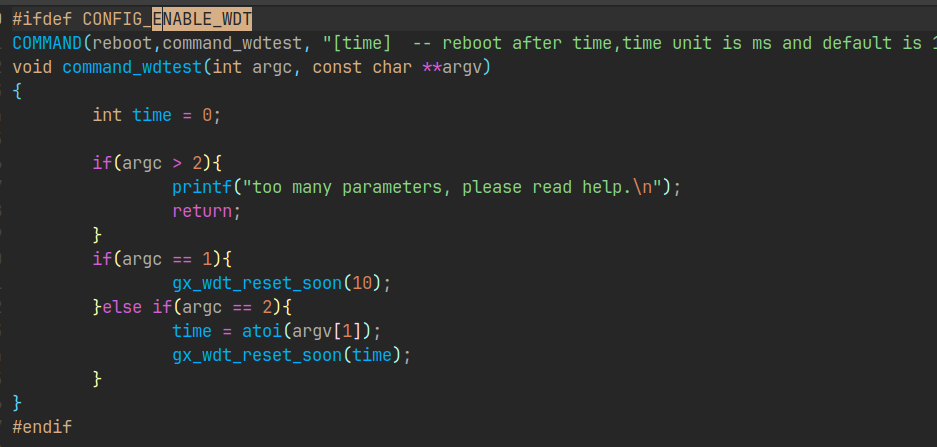 #ifdef CONFIG_ENABLE_WDT
COMMAND(reboot,command_wdtest, "[time]  -- reboot after time,time unit is ms and default is
void command_wdtest(int argc, const char **argv)
{
        int time = 0;

        if(argc > 2){
                printf("too many parameters, please read help.\n");
                return;
        }
        if(argc == 1){
                gx_wdt_reset_soon(10);
        }else if(argc == 2){
                time = atoi(argv[1]);
                gx_wdt_reset_soon(time);
        }
}
#endif